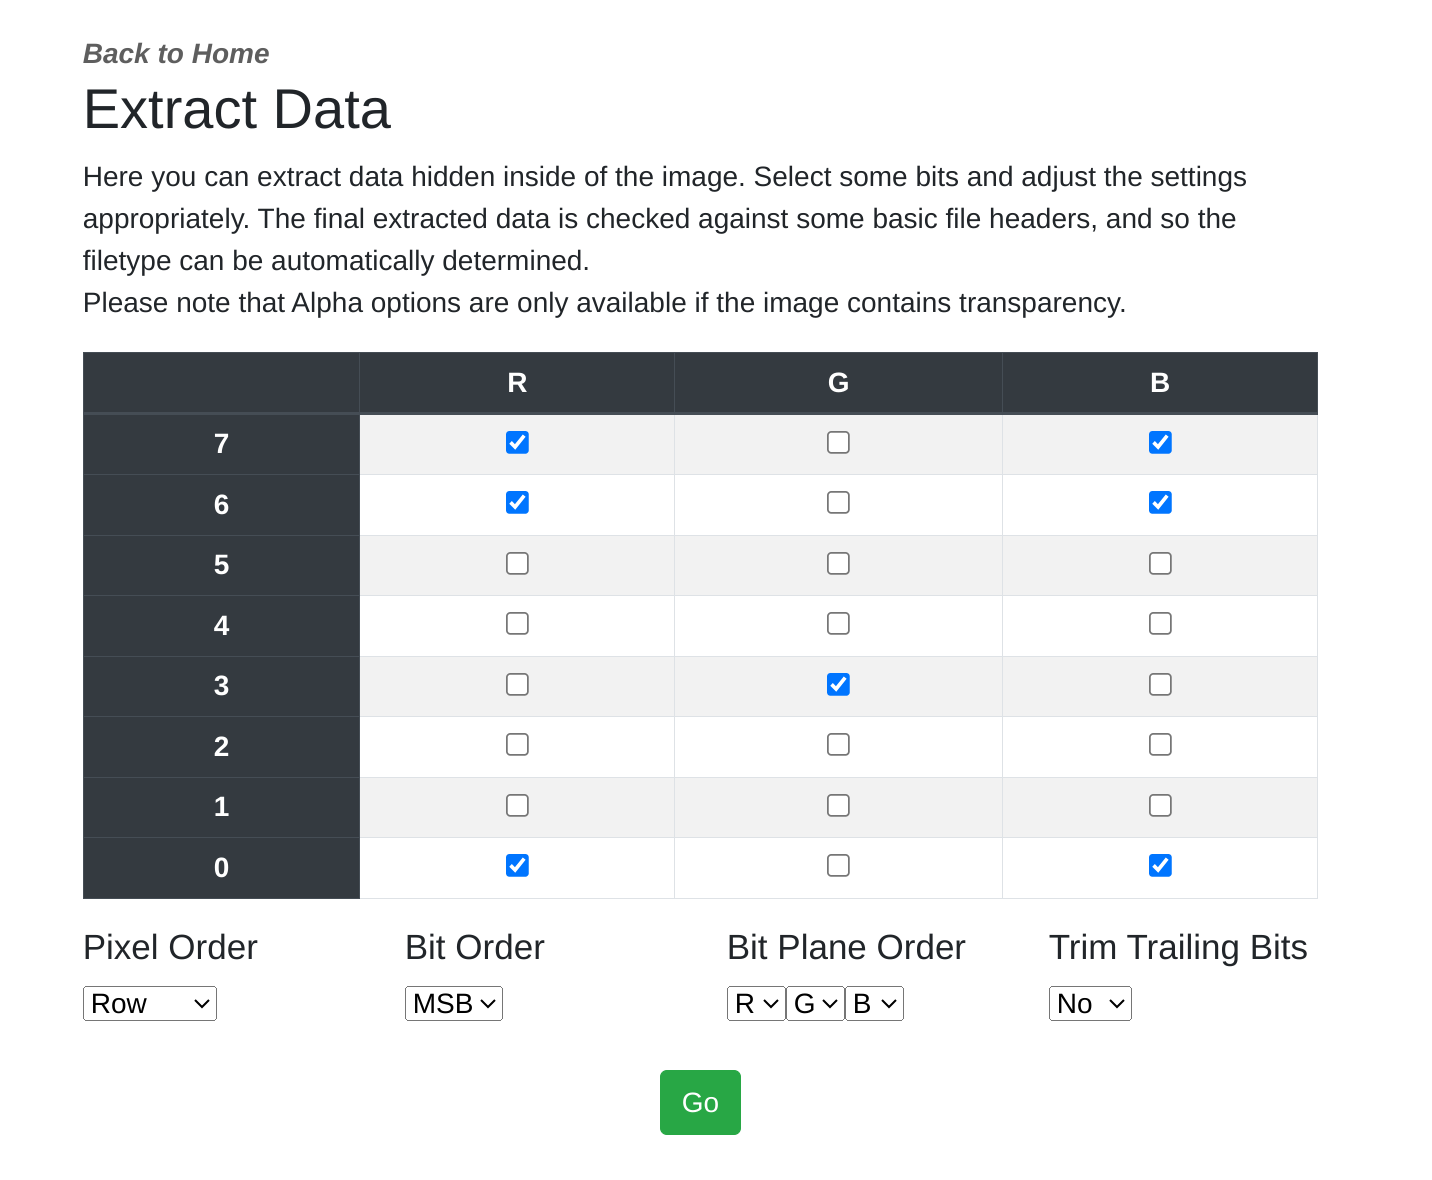 Back to Home
Extract Data
Here you can extract data hidden inside of the image. Select some bits and adjust the settings
appropriately. The final extracted data is checked against some basic file headers, and so the
filetype can be automatically determined.
Please note that Alpha options are only available if the image contains transparency.
R G B
7
6
5
4
3
2
1
0
Pixel Order Bit Order Bit Plane Order Trim Trailing Bits
Row MSB R G B No
Go